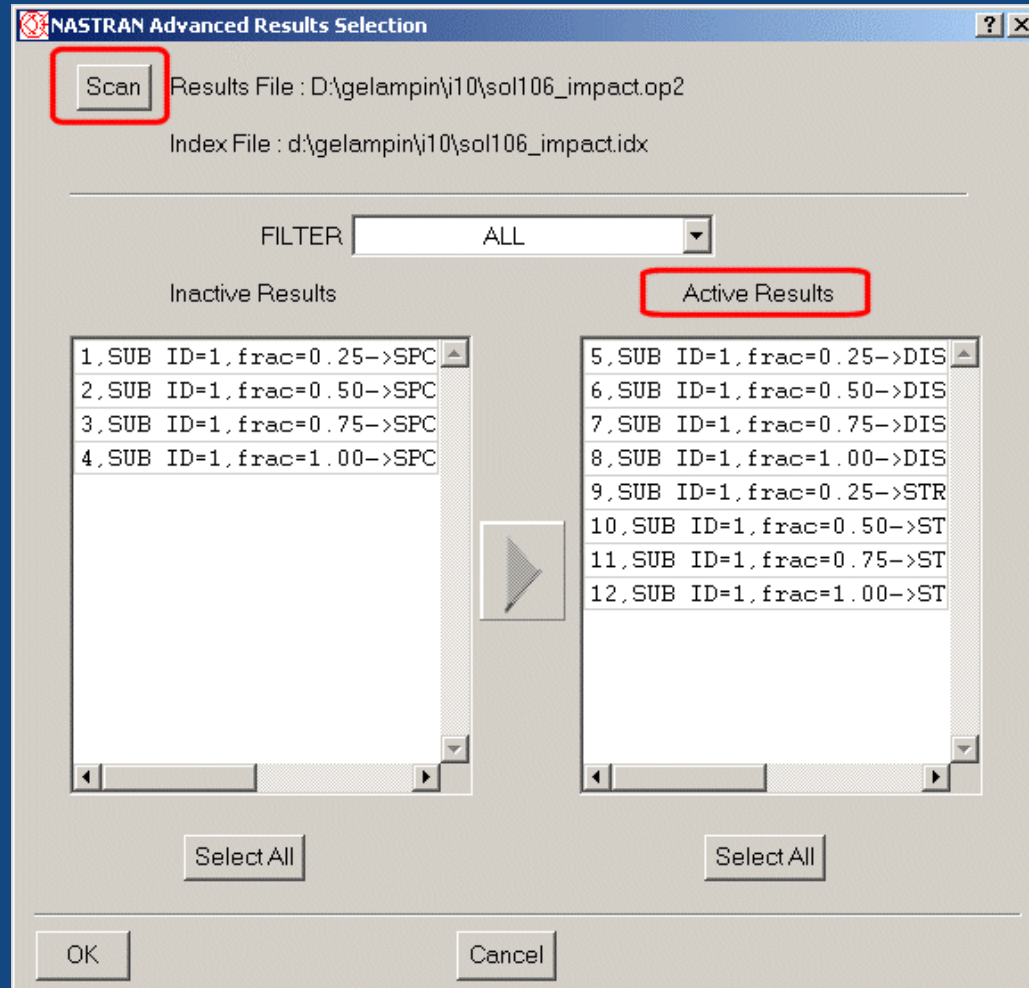 NASTRAN Advanced Results Selection
Scan
Results File : D:\gelampin\i10\sol106_impact.op2
Index File : d:\gelampin\i10\sol106_impact.idx
FILTER
ALL
Inactive Results
Active Results
1,SUB ID=1,frac=0.25->SPC
2,SUB ID=1,frac=0.50->SPC
3,SUB ID=1,frac=0.75->SPC
4,SUB ID=1,frac=1.00->SPC
5,SUB ID=1,frac=0.25->DIS
6,SUB ID=1,frac=0.50->DIS
7,SUB ID=1,frac=0.75->DIS
8,SUB ID=1,frac=1.00->DIS
9,SUB ID=1,frac=0.25->STR
10,SUB ID=1,frac=0.50->ST
11,SUB ID=1,frac=0.75->ST
12,SUB ID=1,frac=1.00->ST
Select All
Select All
OK
Cancel